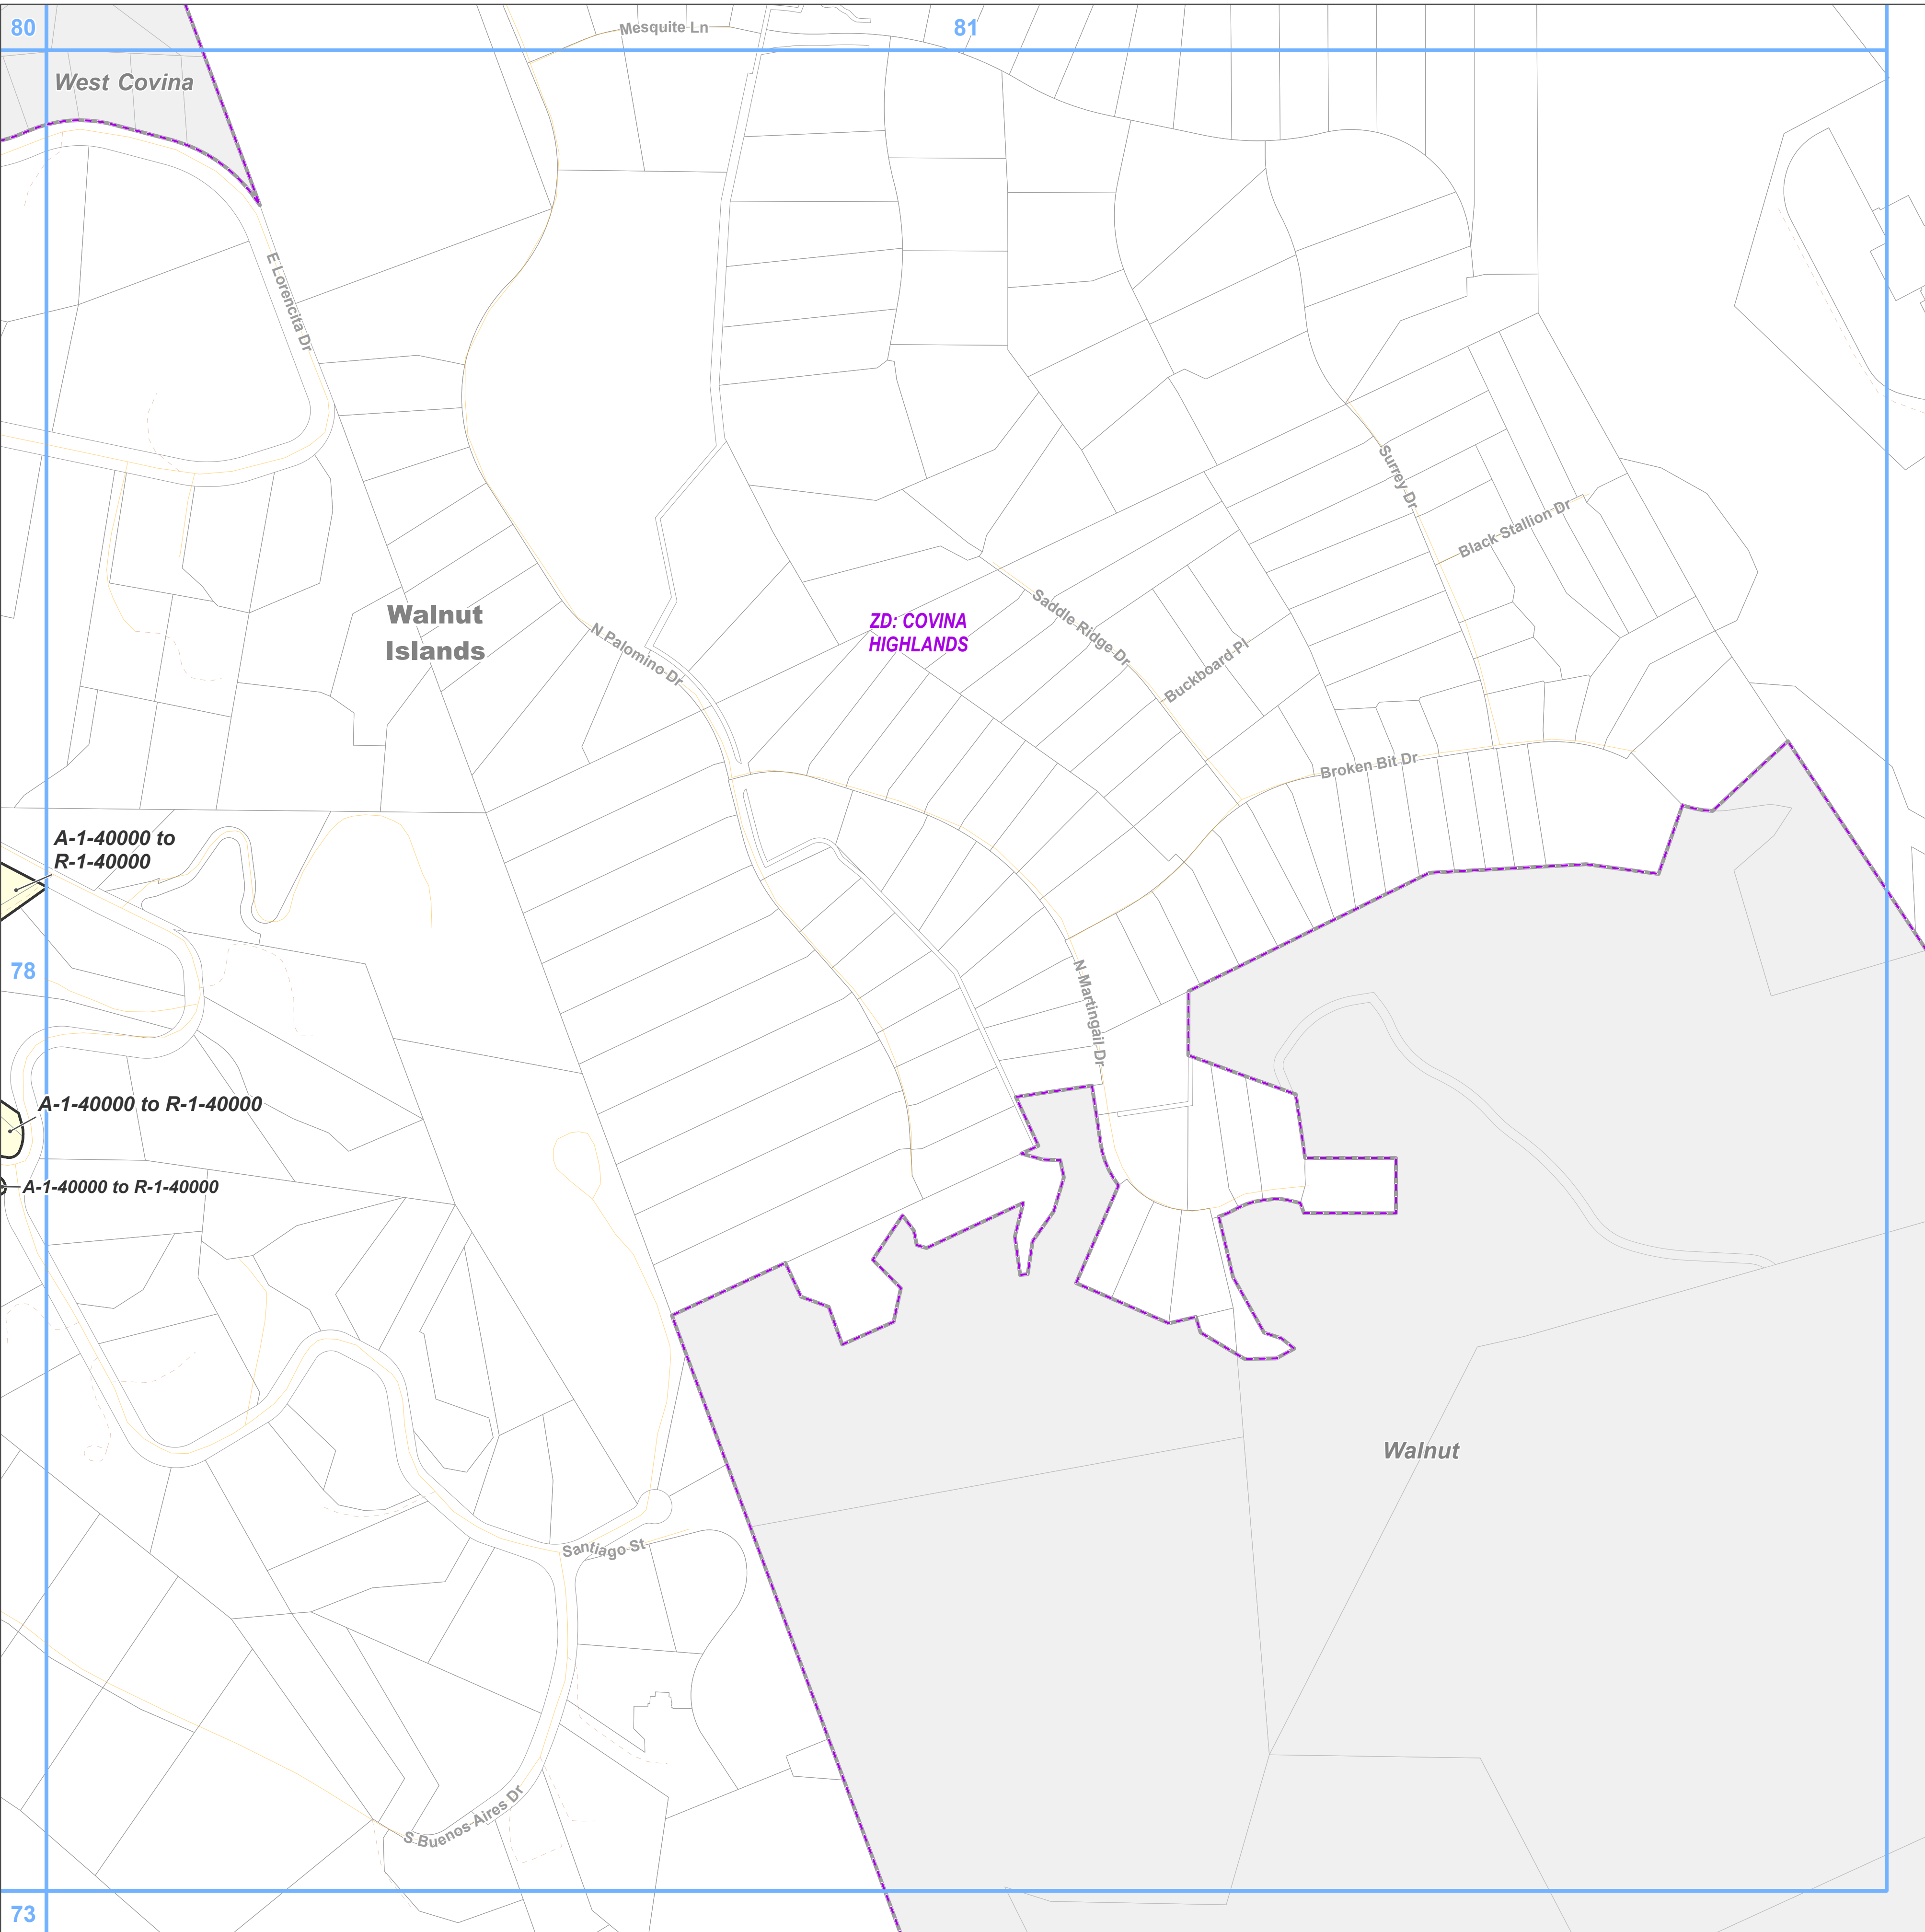 80
81
Mesquite Ln
West Covina
E Lorencita Dr
Surrey Dr
Black Stallion Dr
Walnut
Islands
ZD: COVINA
HIGHLANDS
Saddle Ridge Dr
N Palomino Dr
Buckboard Pl
Broken Bit Dr
A-1-40000 to
R-1-40000
78
N Martingail Dr
A-1-40000 to R-1-40000
A-1-40000 to R-1-40000
Walnut
Santiago St
S Buenos Aires Dr
73